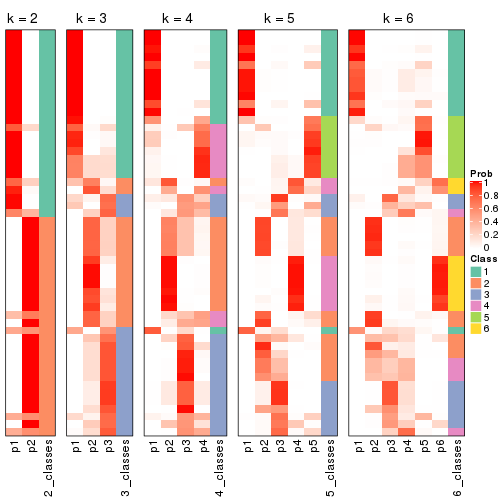 k = 2
k = 3
k = 4
k = 5
k = 6
p1
p2
2_classes
p1
p2
p3
3_classes
p1
p2
p3
p4
4_classes
p1
p2
p3
p4
p5
5_classes
p1
p2
p3
p4
p5
p6
6_classes
Prob
1
0.8
0.6
0.4
0.2
0
Class
1
2
3
4
5
6